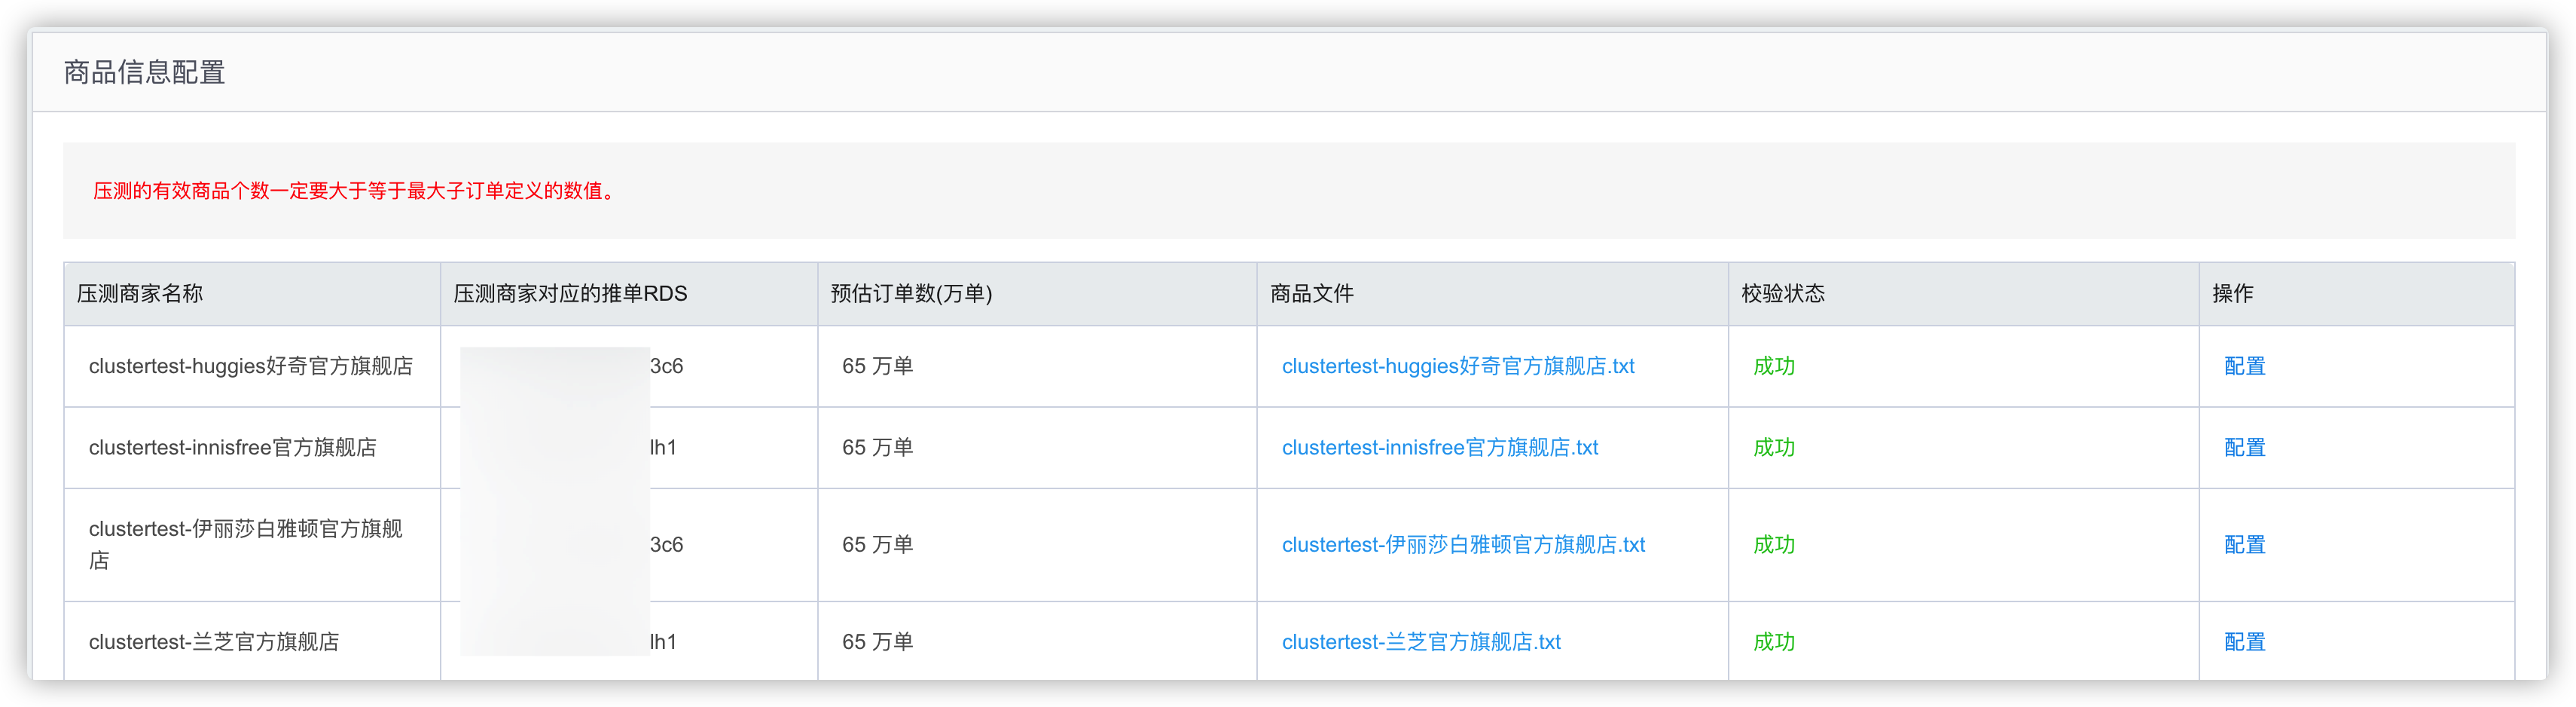 商品信息配置
压测的有效商品个数一定要大于等于最大子订单定义的数值。
压测商家名称 压测商家对应的推单RDS 预估订单数(万单) 商品文件 校验状态 操作
clustertest-huggies好奇官方旗舰店 3c6 65 万单 clustertest-huggies好奇官方旗舰店.txt 成功 配置
clustertest-innisfree官方旗舰店 lh1 65 万单 clustertest-innisfree官方旗舰店.txt 成功 配置
clustertest-伊丽莎白雅顿官方旗舰
店 3c6 65 万单 clustertest-伊丽莎白雅顿官方旗舰店.txt 成功 配置
clustertest-兰芝官方旗舰店 lh1 65 万单 clustertest-兰芝官方旗舰店.txt 成功 配置